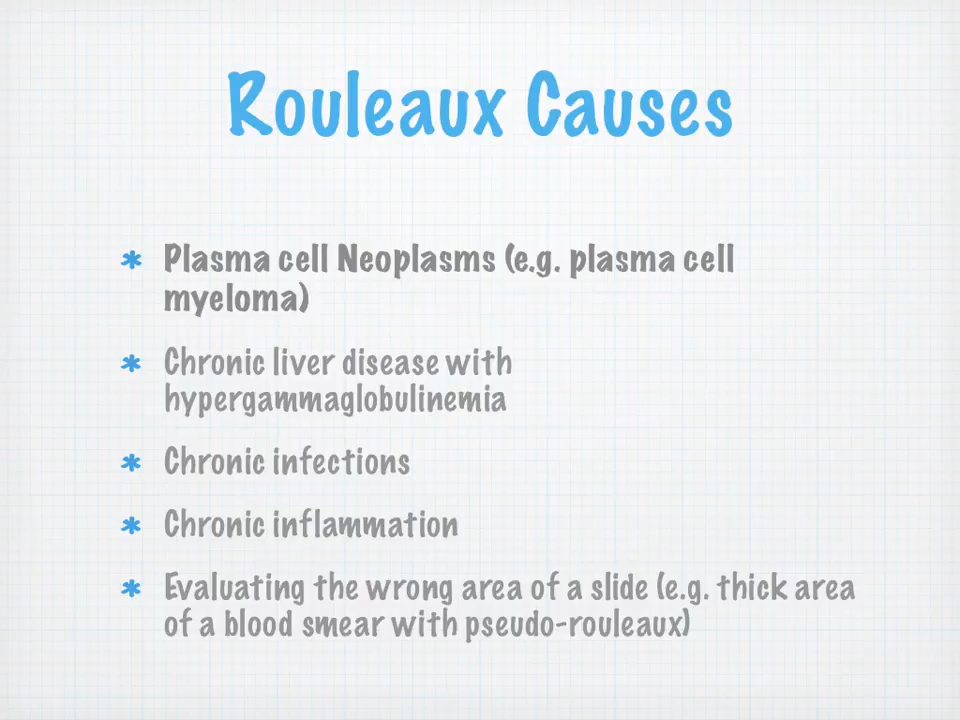 Rouleaux Causes
* Plasma cell Neoplasms (e.g. plasma cell
myeloma)
* Chronic liver disease with
hypergammaglobulinemia
* Chronic infections
* Chronic inflammation
* Evaluating the wrong area of a slide (e.g. thick area
of a blood smear with pseudo-rouleaux)